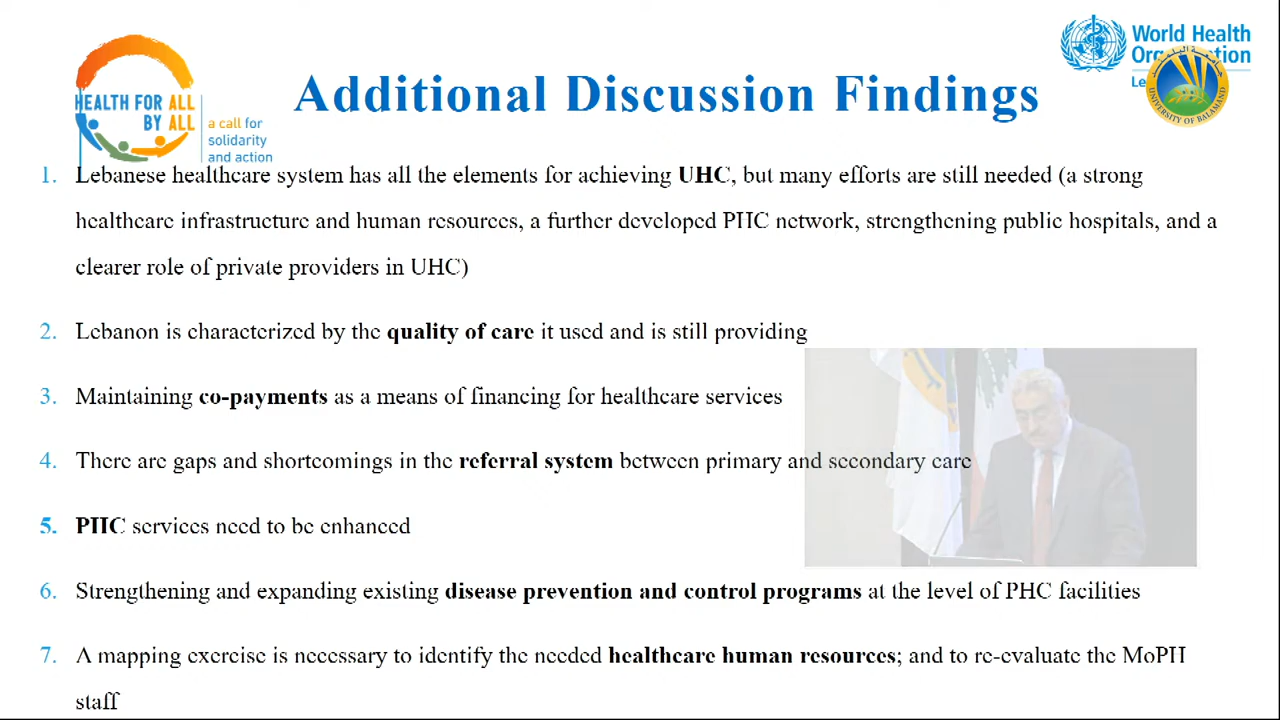 World Health
Organization
HEALTH FOR ALL
BY ALL
a call for
solidarity
and action
Additional Discussion Findings
UNIVERSITY OF BALAMAND
1. Lebanese healthcare system has all the elements for achieving UHC, but many efforts are still needed (a strong
healthcare infrastructure and human resources, a further developed PHC network, strengthening public hospitals, and a
clearer role of private providers in UHC)
2. Lebanon is characterized by the quality of care it used and is still providing
3. Maintaining co-payments as a means of financing for healthcare services
4. There are gaps and shortcomings in the referral system between primary and secondary care
5. PHC services need to be enhanced
6. Strengthening and expanding existing disease prevention and control programs at the level of PHC facilities
7. A mapping exercise is necessary to identify the needed healthcare human resources; and to re-evaluate the MoPH
staff